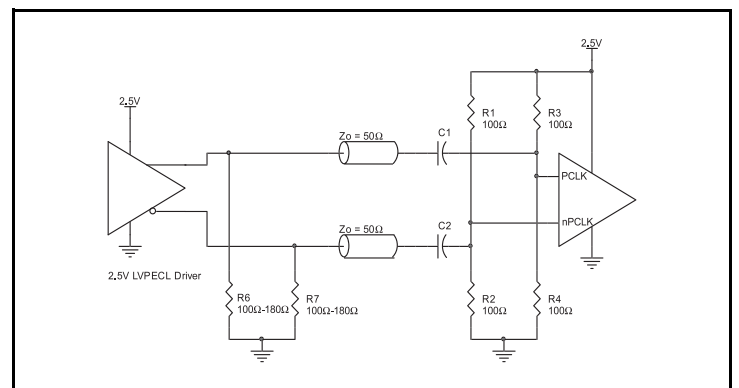 2.5V
2.5V
R1
100Ω
R3
100Ω
Zo = 50Ω
C1
PCLK
nPCLK
Zo = 50Ω
C2
2.5V LVPECL Driver
R6
100Ω-180Ω
R7
100Ω-180Ω
R2
100Ω
R4
100Ω